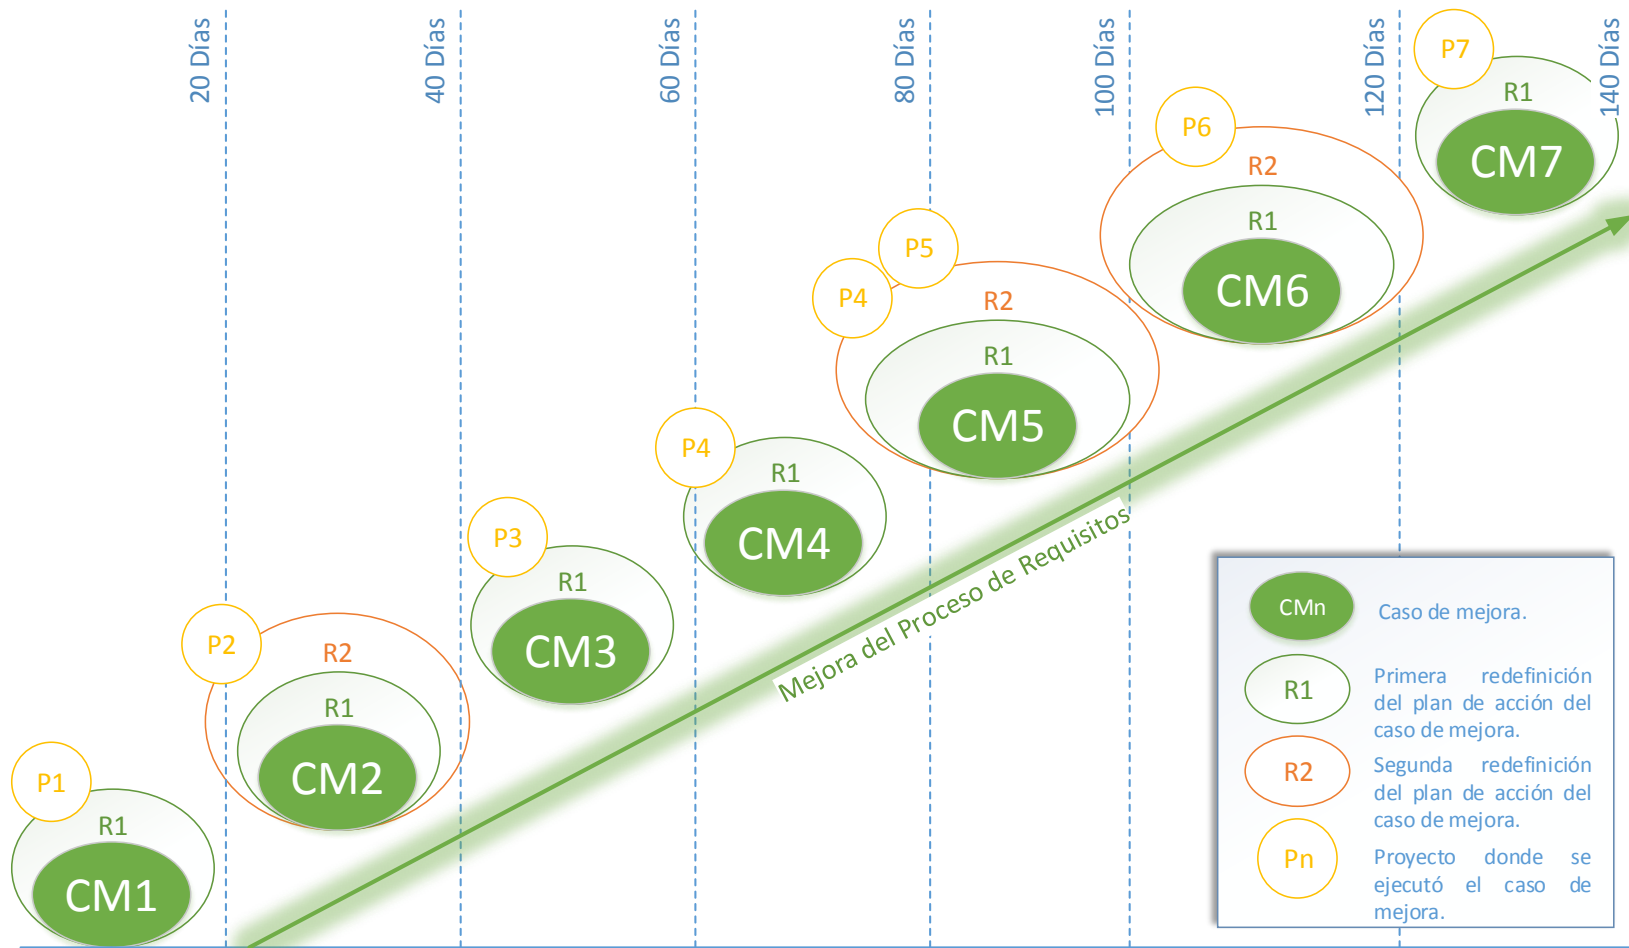 20 Días
40 Días
60 Días
80 Días
100 Días
120 Días
140 Días
P7
R1
CM7
P6
R2
R1
CM6
P5
P4
R2
R1
CM5
P4
R1
CM4
P3
R1
CM3
P2
R2
R1
CM2
P1
R1
CM1
Mejora del Proceso de Requisitos
CMn
Caso de mejora.
R1
Primera redefinición
del plan de acción del
caso de mejora.
R2
Segunda redefinición
del plan de acción del
caso de mejora.
Pn
Proyecto donde se
ejecutó el caso de
mejora.